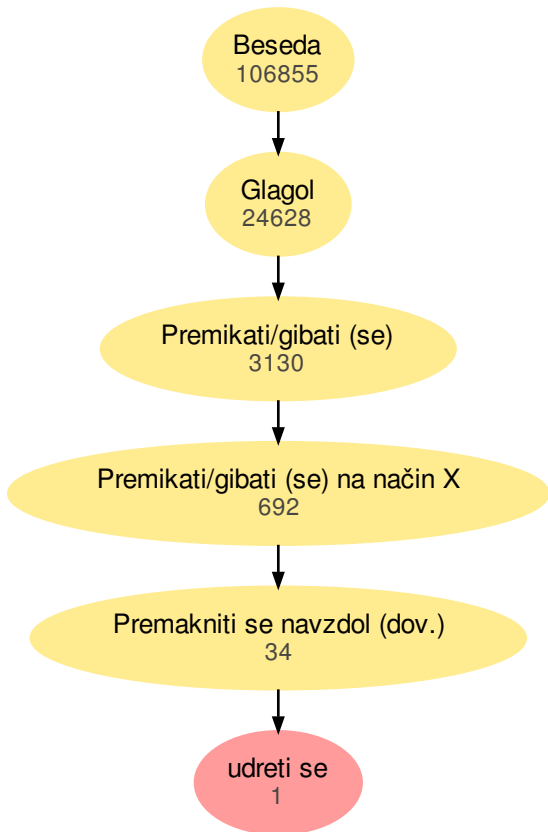 Beseda
106855
Glagol
24628
Premikati/gibati (se)
3130
Premikati/gibati (se) na način X
692
Premakniti se navzdol (dov.)
34
udreti se
1